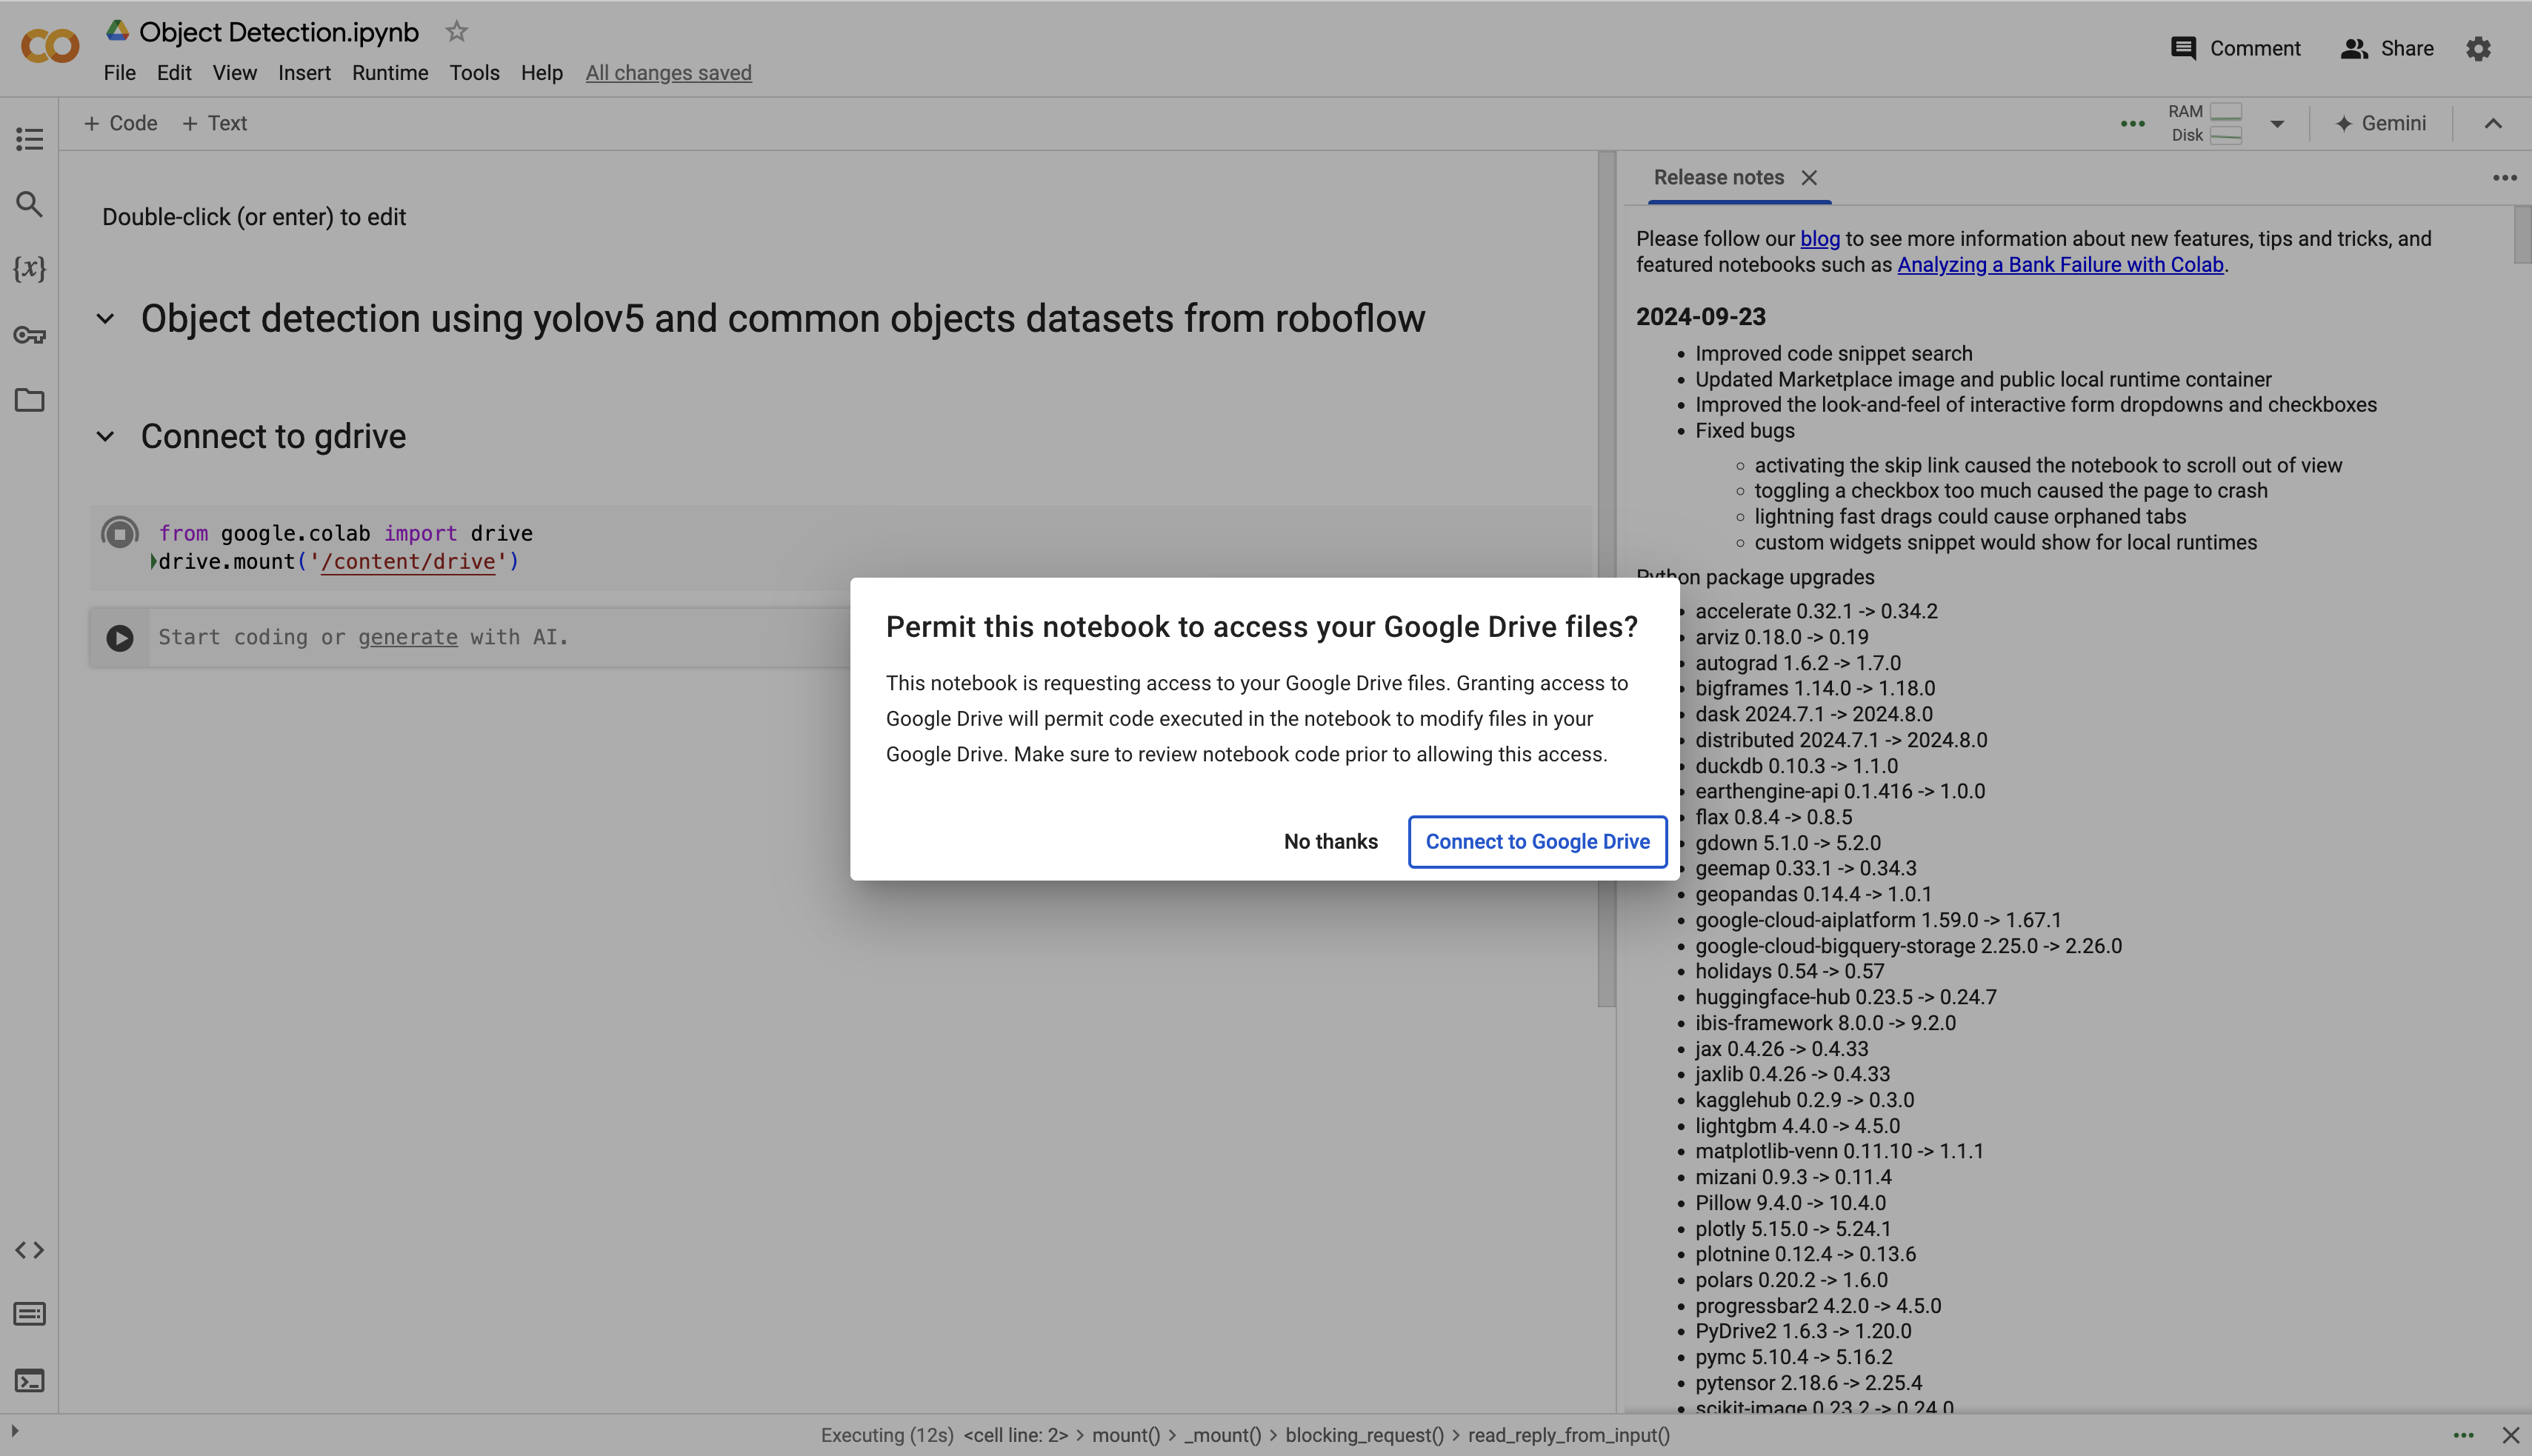 Object Detection.ipynb
File Edit View Insert Runtime Tools Help All changes saved
Comment Share
+ Code + Text
RAM
Disk
Gemini
Double-click (or enter) to edit
Object detection using yolov5 and common objects datasets from roboflow
Connect to gdrive
from google.colab import drive
drive.mount('/content/drive')
Start coding or generate with AI.
Permit this notebook to access your Google Drive files?
This notebook is requesting access to your Google Drive files. Granting access to
Google Drive will permit code executed in the notebook to modify files in your
Google Drive. Make sure to review notebook code prior to allowing this access.
No thanks
Connect to Google Drive
Release notes
Please follow our blog to see more information about new features, tips and tricks, and
featured notebooks such as Analyzing a Bank Failure with Colab.
2024-09-23
Improved code snippet search
Updated Marketplace image and public local runtime container
Improved the look-and-feel of interactive form dropdowns and checkboxes
Fixed bugs
activating the skip link caused the notebook to scroll out of view
toggling a checkbox too much caused the page to crash
lightning fast drags could cause orphaned tabs
custom widgets snippet would show for local runtimes
Python package upgrades
accelerate 0.32.1 -> 0.34.2
arviz 0.18.0 -> 0.19
autograd 1.6.2 -> 1.7.0
bigframes 1.14.0 -> 1.18.0
dask 2024.7.1 -> 2024.8.0
distributed 2024.7.1 -> 2024.8.0
duckdb 0.10.3 -> 1.1.0
earthengine-api 0.1.416 -> 1.0.0
flax 0.8.4 -> 0.8.5
gdown 5.1.0 -> 5.2.0
geemap 0.33.1 -> 0.34.3
geopandas 0.14.4 -> 1.0.1
google-cloud-aiplatform 1.59.0 -> 1.67.1
google-cloud-bigquery-storage 2.25.0 -> 2.26.0
holidays 0.54 -> 0.57
huggingface-hub 0.23.5 -> 0.24.7
ibis-framework 8.0.0 -> 9.2.0
jax 0.4.26 -> 0.4.33
jaxlib 0.4.26 -> 0.4.33
kagglehub 0.2.9 -> 0.3.0
lightgbm 4.4.0 -> 4.5.0
matplotlib-venn 0.11.10 -> 1.1.1
mizani 0.9.3 -> 0.11.4
Pillow 9.4.0 -> 10.4.0
plotly 5.15.0 -> 5.24.1
plotnine 0.12.4 -> 0.13.6
polars 0.20.2 -> 1.6.0
progressbar2 4.2.0 -> 4.5.0
PyDrive2 1.6.3 -> 1.20.0
pymc 5.10.4 -> 5.16.2
pytensor 2.18.6 -> 2.25.4
scikit-image 0.23.2 -> 0.24.0
Executing (12s) <cell line: 2> > mount() > _mount() > blocking_request() > read_reply_from_input()